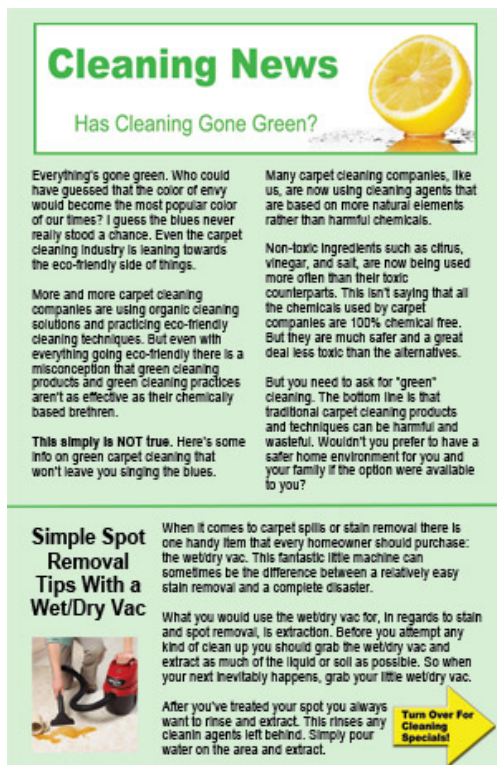 Cleaning News
Has Cleaning Gone Green?
Everything's gone green. Who could
have guessed that the color of envy
would become the most popular color
of our times? I guess the blues never
really stood a chance. Even the carpet
cleaning industry is leaning towards
the eco-friendly side of things.
More and more carpet cleaning
companies are using organic cleaning
solutions and practicing eco-friendly
cleaning techniques. But even with
everything going eco-friendly there is a
misconception that green cleaning
products and green cleaning practices
aren't as effective as their chemically
based brethren.
This simply is NOT true. Here's some
info on green carpet cleaning that
won't leave you singing the blues.
Many carpet cleaning companies, like
us, are now using cleaning agents that
are based on more natural elements
rather than harmful chemicals.
Non-toxic ingredients such as citrus,
vinegar, and salt, are now being used
more often than their toxic
counterparts. This isn't saying that all
the chemicals used by carpet
companies are 100% chemical free.
But they are much safer and a great
deal less toxic than the alternatives.
But you need to ask for "green"
cleaning. The bottom line is that
traditional carpet cleaning products
and techniques can be harmful and
wasteful. Wouldn't you prefer to have a
safer home environment for you and
your family if the option were available
to you?
Simple Spot
Removal
Tips With a
Wet/Dry Vac
When it comes to carpet spills or stain removal there is
one handy item that every homeowner should purchase:
the wet/dry vac. This fantastic little machine can
sometimes be the difference between a relatively easy
stain removal and a complete disaster.
What you would use the wet/dry vac for, in regards to stain
and spot removal, is extraction. Before you attempt any
kind of clean up you should grab the wet/dry vac and
extract as much of the liquid or soil as possible. So when
your next inevitably happens, grab your little wet/dry vac.
After you've treated your spot you always
want to rinse and extract. This rinses any
cleanin agents left behind. Simply pour
water on the area and extract.
Turn Over For
Cleaning
Specials!